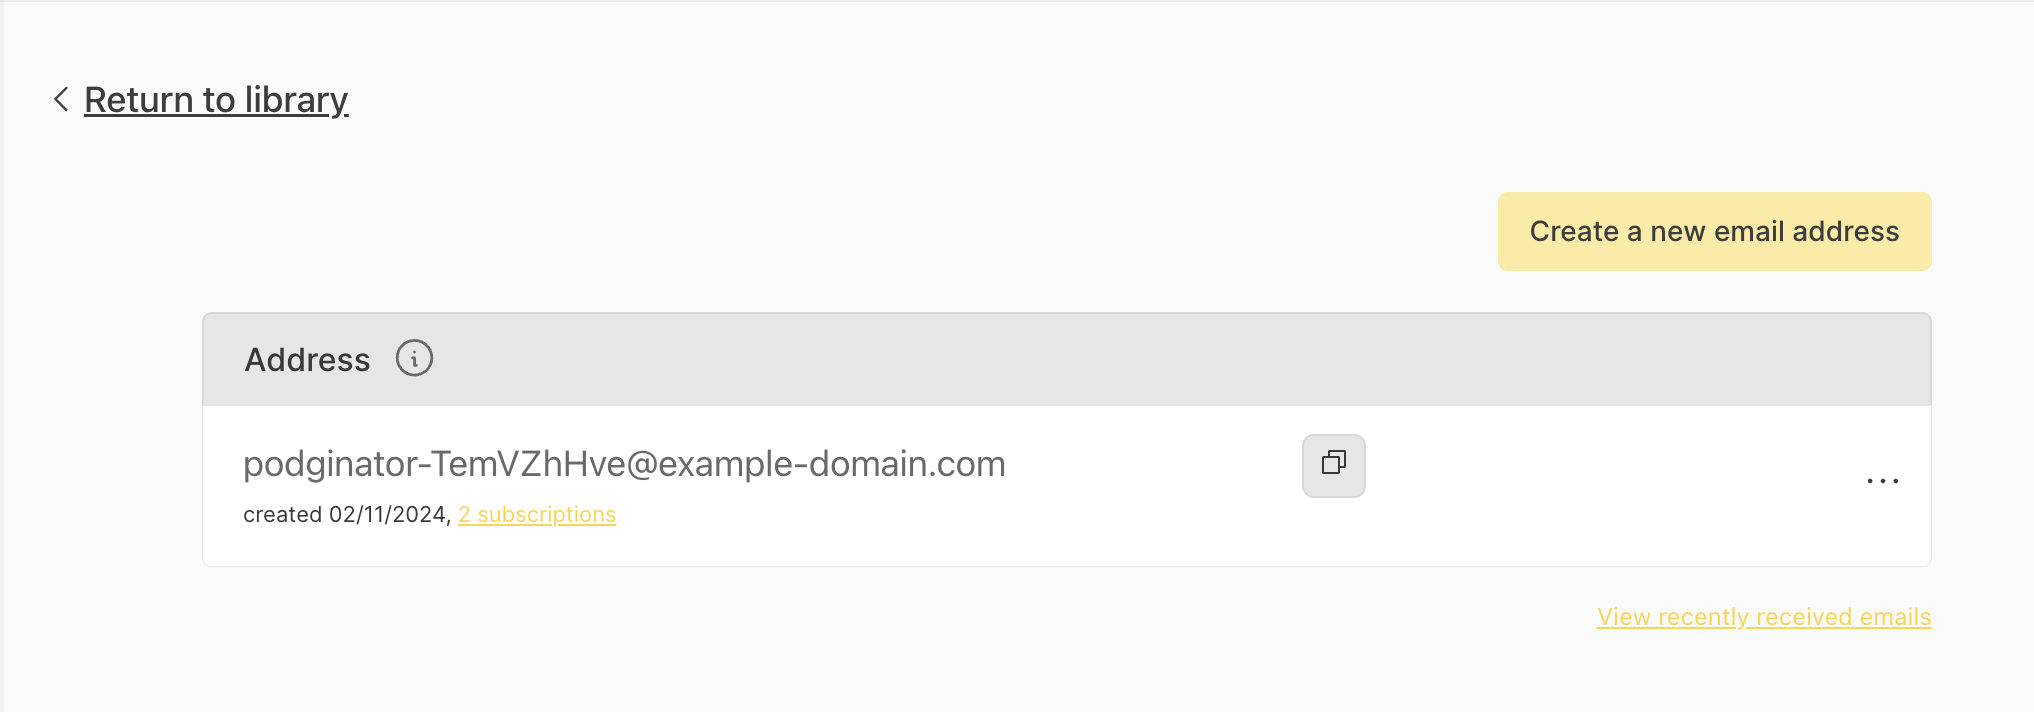 Return to library
Create a new email address
Address
podginator-TemVZhHve@example-domain.com
created 02/11/2024, 2 subscriptions
View recently received emails